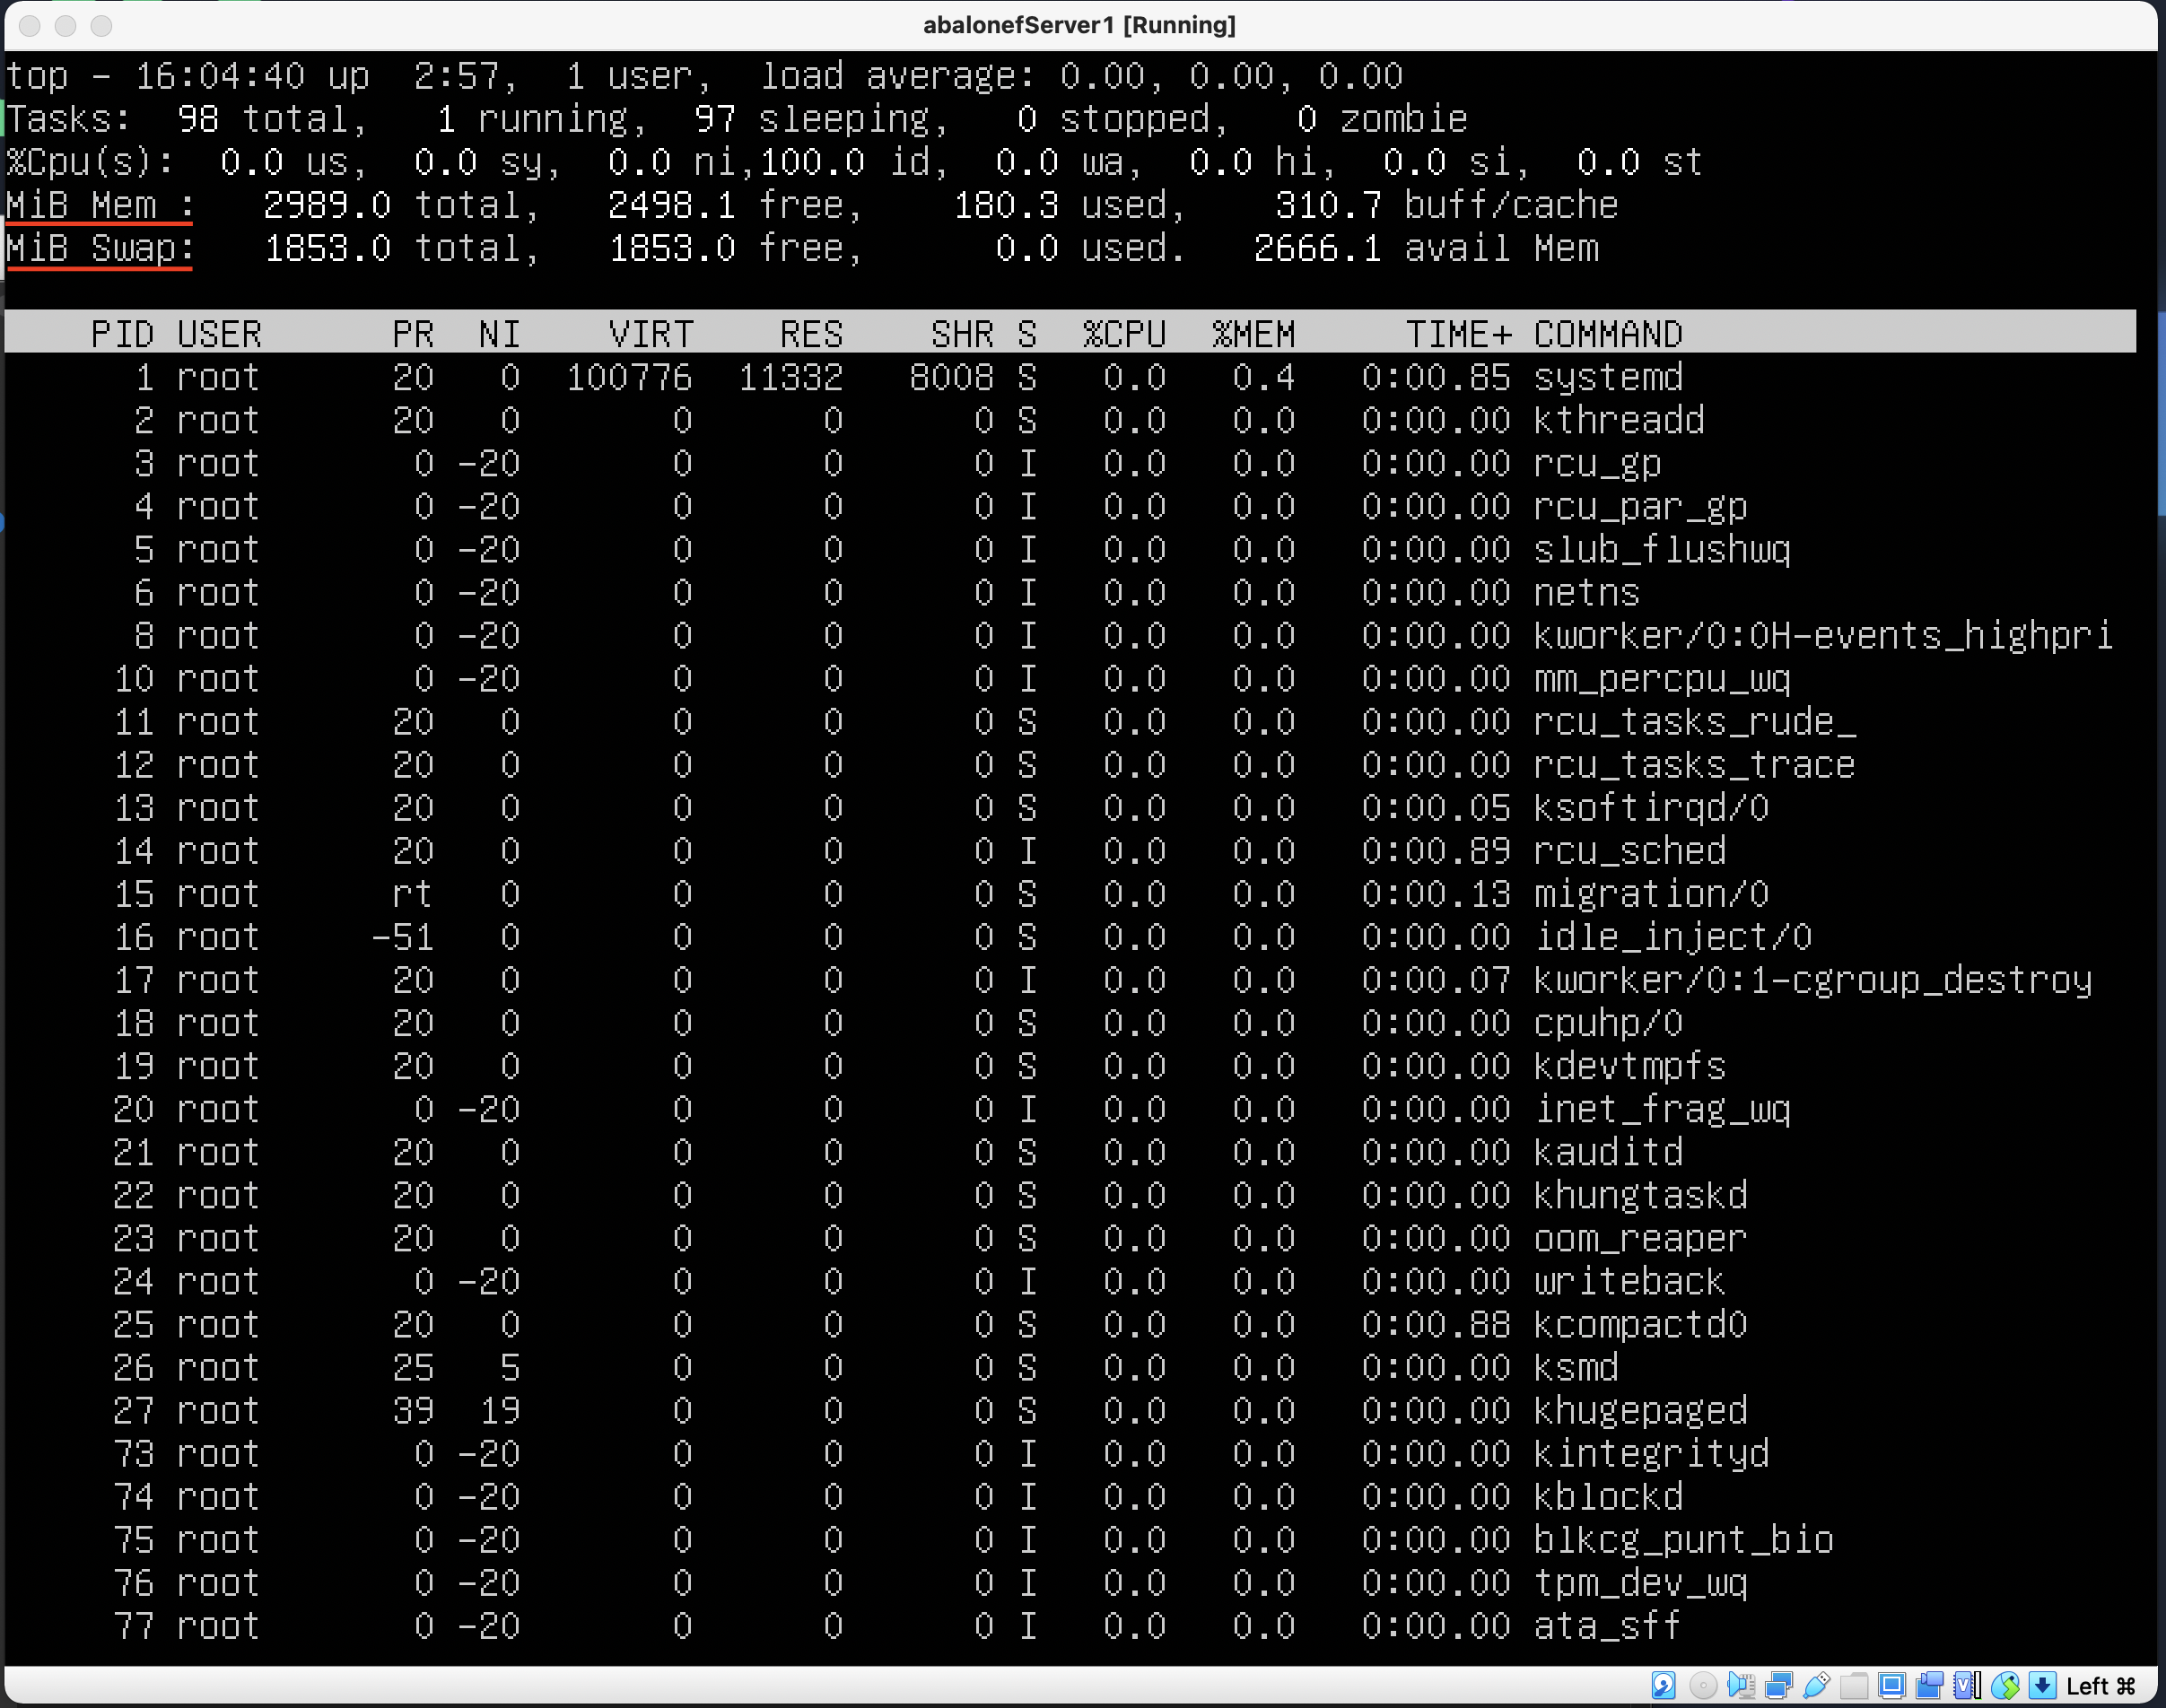 abalonefServer1 [Running]
top - 16:04:40 up  2:57,  1 user,  load average: 0.00, 0.00, 0.00
Tasks:  98 total,   1 running,  97 sleeping,   0 stopped,   0 zombie
%Cpu(s):  0.0 us,  0.0 sy,  0.0 ni,100.0 id,  0.0 wa,  0.0 hi,  0.0 si,  0.0 st
MiB Mem :   2989.0 total,   2498.1 free,    180.3 used,    310.7 buff/cache
MiB Swap:   1853.0 total,   1853.0 free,      0.0 used.   2666.1 avail Mem
PID USER      PR  NI    VIRT    RES    SHR S  %CPU  %MEM     TIME+ COMMAND
1 root      20   0  100776  11332   8008 S   0.0   0.4   0:00.85 systemd
2 root      20   0       0      0      0 S   0.0   0.0   0:00.00 kthreadd
3 root       0 -20       0      0      0 I   0.0   0.0   0:00.00 rcu_gp
4 root       0 -20       0      0      0 I   0.0   0.0   0:00.00 rcu_par_gp
5 root       0 -20       0      0      0 I   0.0   0.0   0:00.00 slub_flushwq
6 root       0 -20       0      0      0 I   0.0   0.0   0:00.00 netns
8 root       0 -20       0      0      0 I   0.0   0.0   0:00.00 kworker/0:0H-events_highpri
10 root       0 -20       0      0      0 I   0.0   0.0   0:00.00 mm_percpu_wq
11 root      20   0       0      0      0 S   0.0   0.0   0:00.00 rcu_tasks_rude_
12 root      20   0       0      0      0 S   0.0   0.0   0:00.00 rcu_tasks_trace
13 root      20   0       0      0      0 S   0.0   0.0   0:00.05 ksoftirqd/0
14 root      20   0       0      0      0 I   0.0   0.0   0:00.89 rcu_sched
15 root      rt   0       0      0      0 S   0.0   0.0   0:00.13 migration/0
16 root     -51   0       0      0      0 S   0.0   0.0   0:00.00 idle_inject/0
17 root      20   0       0      0      0 I   0.0   0.0   0:00.07 kworker/0:1-cgroup_destroy
18 root      20   0       0      0      0 S   0.0   0.0   0:00.00 cpuhp/0
19 root      20   0       0      0      0 S   0.0   0.0   0:00.00 kdevtmpfs
20 root       0 -20       0      0      0 I   0.0   0.0   0:00.00 inet_frag_wq
21 root      20   0       0      0      0 S   0.0   0.0   0:00.00 kauditd
22 root      20   0       0      0      0 S   0.0   0.0   0:00.00 khungtaskd
23 root      20   0       0      0      0 S   0.0   0.0   0:00.00 oom_reaper
24 root       0 -20       0      0      0 I   0.0   0.0   0:00.00 writeback
25 root      20   0       0      0      0 S   0.0   0.0   0:00.88 kcompactd0
26 root      25   5       0      0      0 S   0.0   0.0   0:00.00 ksmd
27 root      39  19       0      0      0 S   0.0   0.0   0:00.00 khugepaged
73 root       0 -20       0      0      0 I   0.0   0.0   0:00.00 kintegrityd
74 root       0 -20       0      0      0 I   0.0   0.0   0:00.00 kblockd
75 root       0 -20       0      0      0 I   0.0   0.0   0:00.00 blkcg_punt_bio
76 root       0 -20       0      0      0 I   0.0   0.0   0:00.00 tpm_dev_wq
77 root       0 -20       0      0      0 I   0.0   0.0   0:00.00 ata_sff
Left ⌘